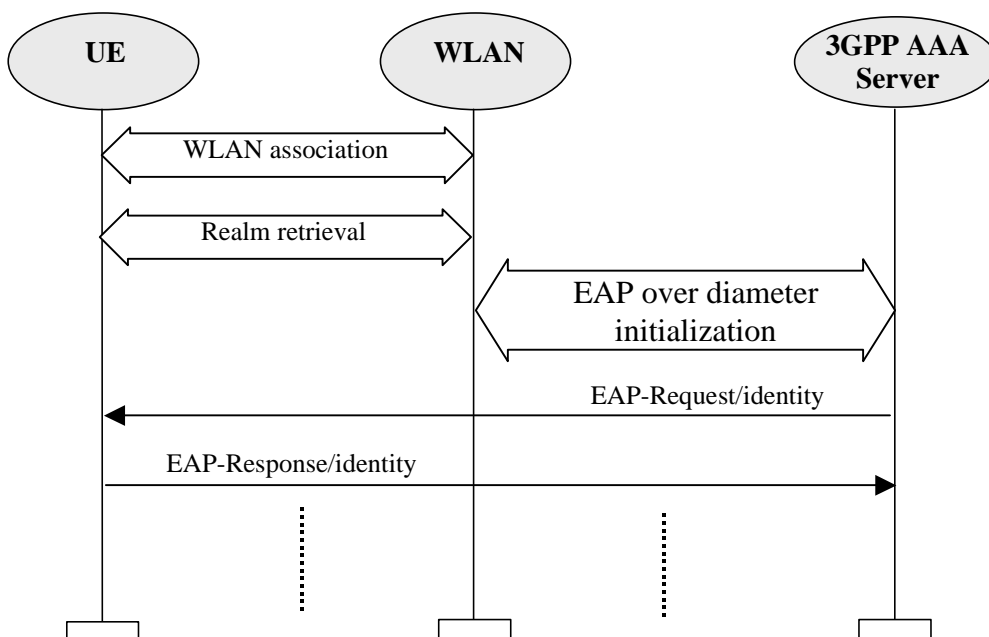 UE
WLAN
3GPP AAA
Server
WLAN association
Realm retrieval
EAP over diameter
initialization
EAP-Request/identity
EAP-Response/identity